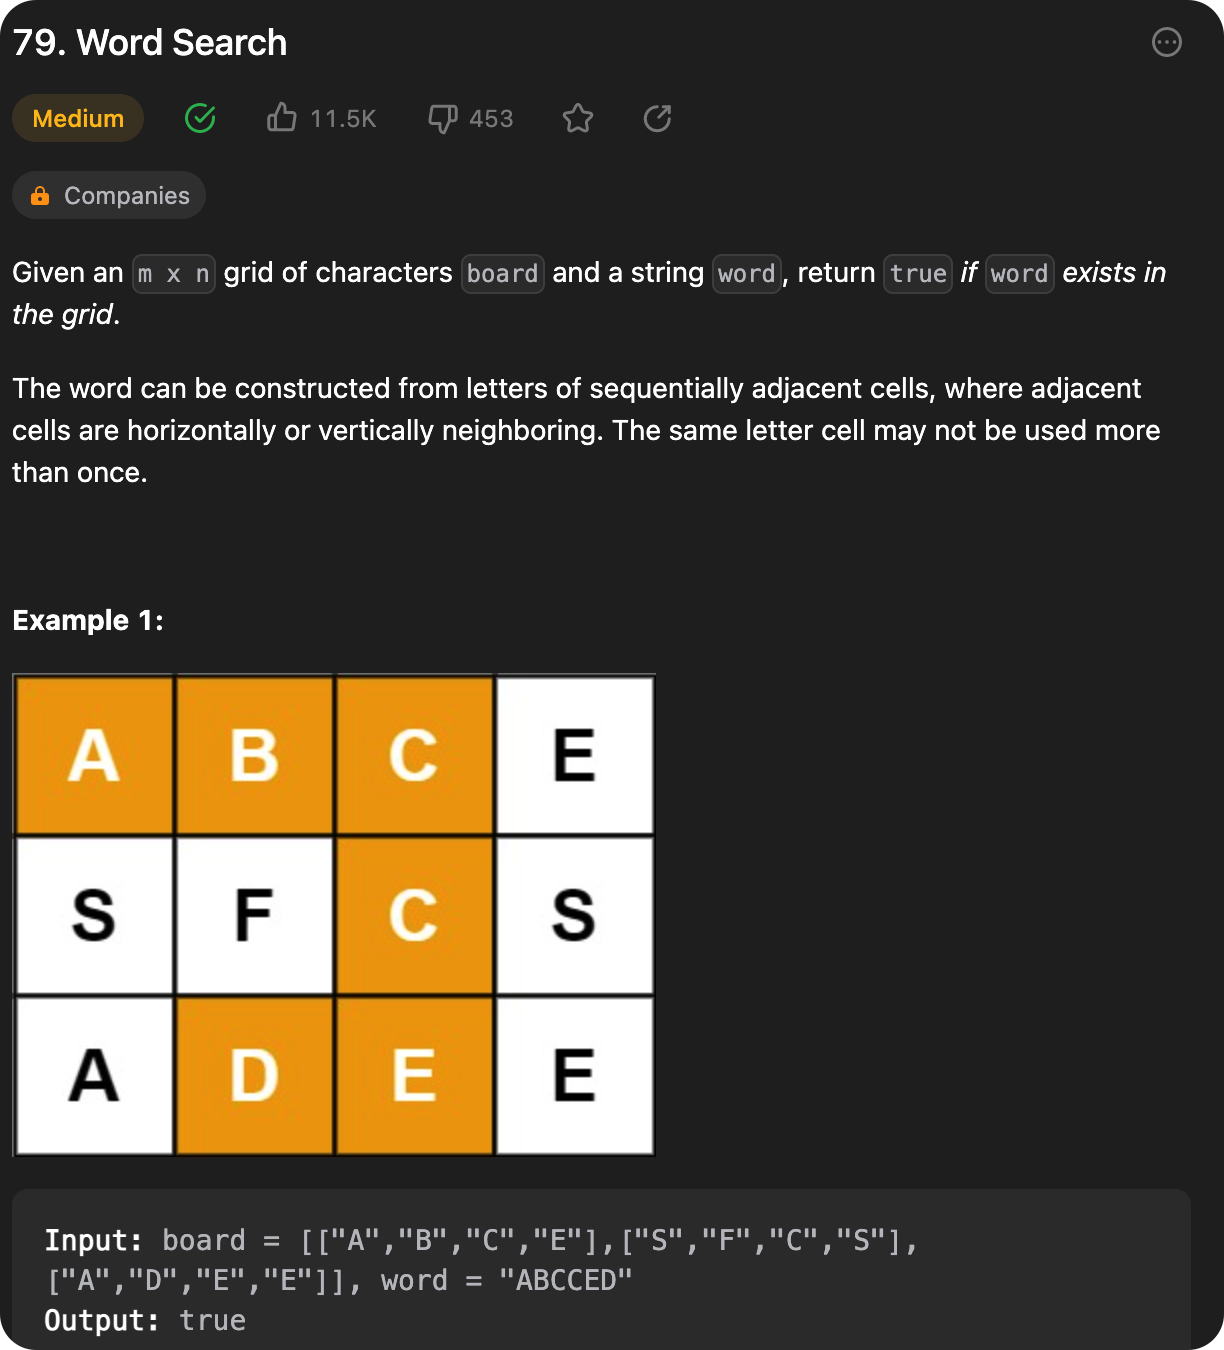 79. Word Search
Medium 11.5K 453
Companies
Given an m x n grid of characters board and a string word, return true if word exists in
the grid.
The word can be constructed from letters of sequentially adjacent cells, where adjacent
cells are horizontally or vertically neighboring. The same letter cell may not be used more
than once.
Example 1:
A B C E
S F C S
A D E E
Input: board = [["A","B","C","E"],["S","F","C","S"],
["A","D","E","E"]], word = "ABCCED"
Output: true